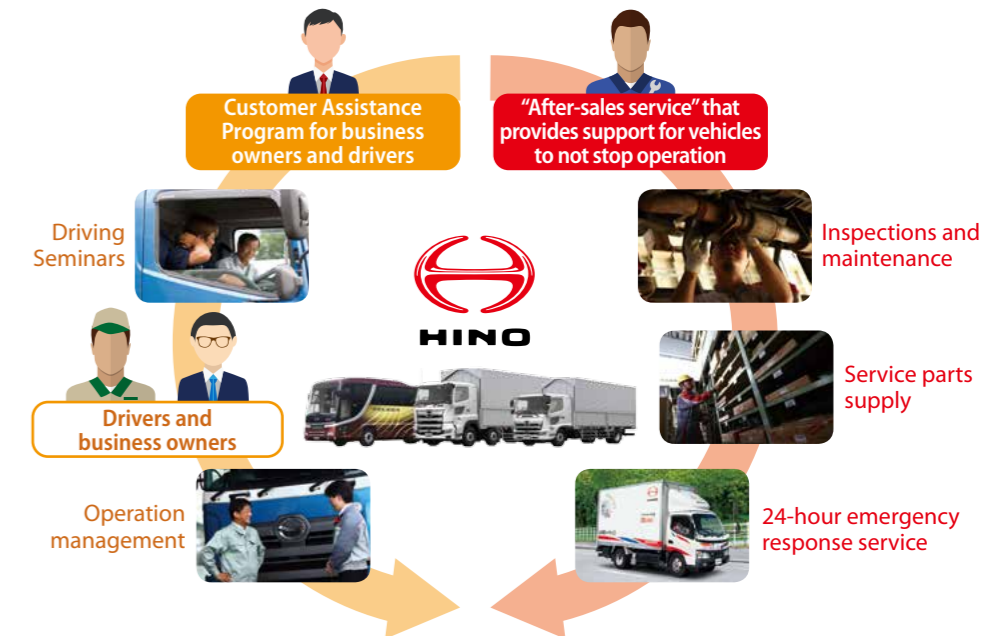 Customer Assistance
Program for business
owners and drivers
“After-sales service” that
provides support for vehicles
to not stop operation
Driving
Seminars
Inspections and
maintenance
HINO
Drivers and
business owners
Service parts
supply
Operation
management
24-hour emergency
response service